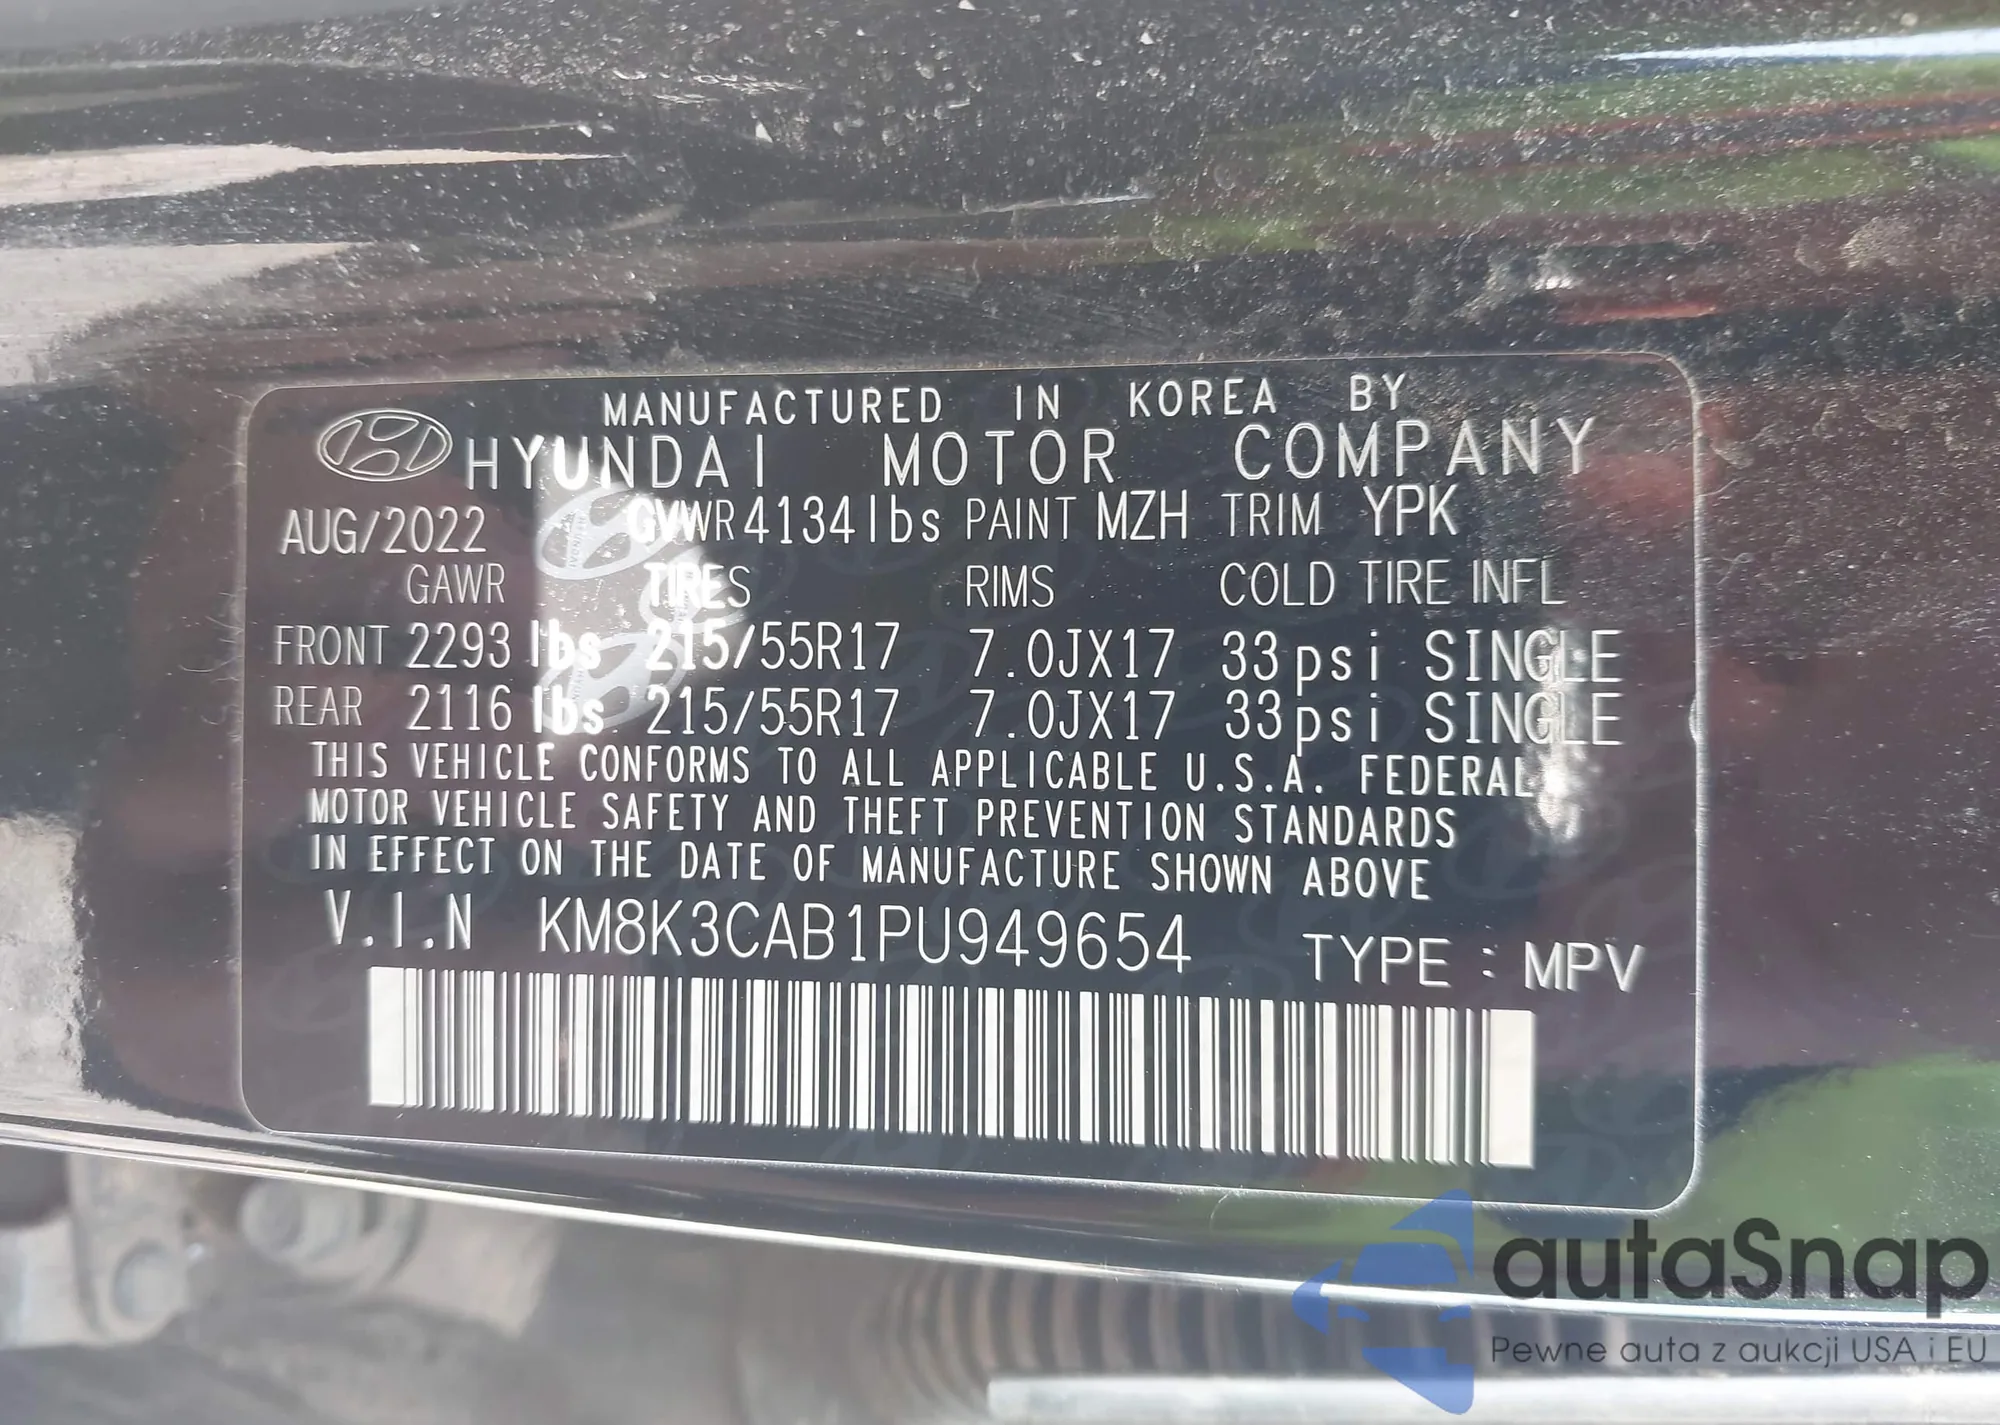 MANUFACTURED IN KOREA BY
HYUNDAI MOTOR COMPANY
AUG/2022 GVWR 4134lbs PAINT MZH TRIM YPK
GAWR TIRES RIMS COLD TIRE INFL
FRONT 2293 lbs 215/55R17 7.0JX17 33psi SINGLE
REAR 2116 lbs 215/55R17 7.0JX17 33psi SINGLE
THIS VEHICLE CONFORMS TO ALL APPLICABLE U.S.A. FEDERAL
MOTOR VEHICLE SAFETY AND THEFT PREVENTION STANDARDS
IN EFFECT ON THE DATE OF MANUFACTURE SHOWN ABOVE
V.I.N KM8K3CAB1PU949654 TYPE : MPV
autaSnap
Pewne auta z aukcji USA i EU